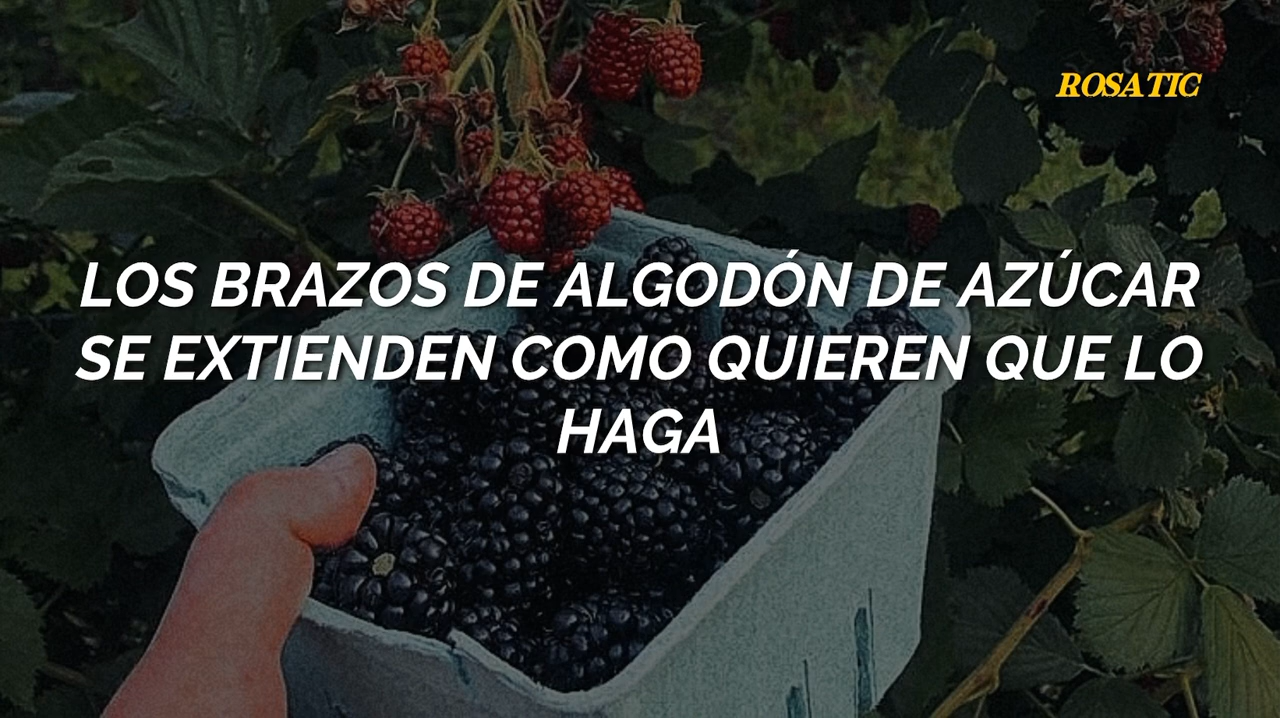 ROSATIC
LOS BRAZOS DE ALGODÓN DE AZÚCAR
SE EXTIENDEN COMO QUIEREN QUE LO
HAGA